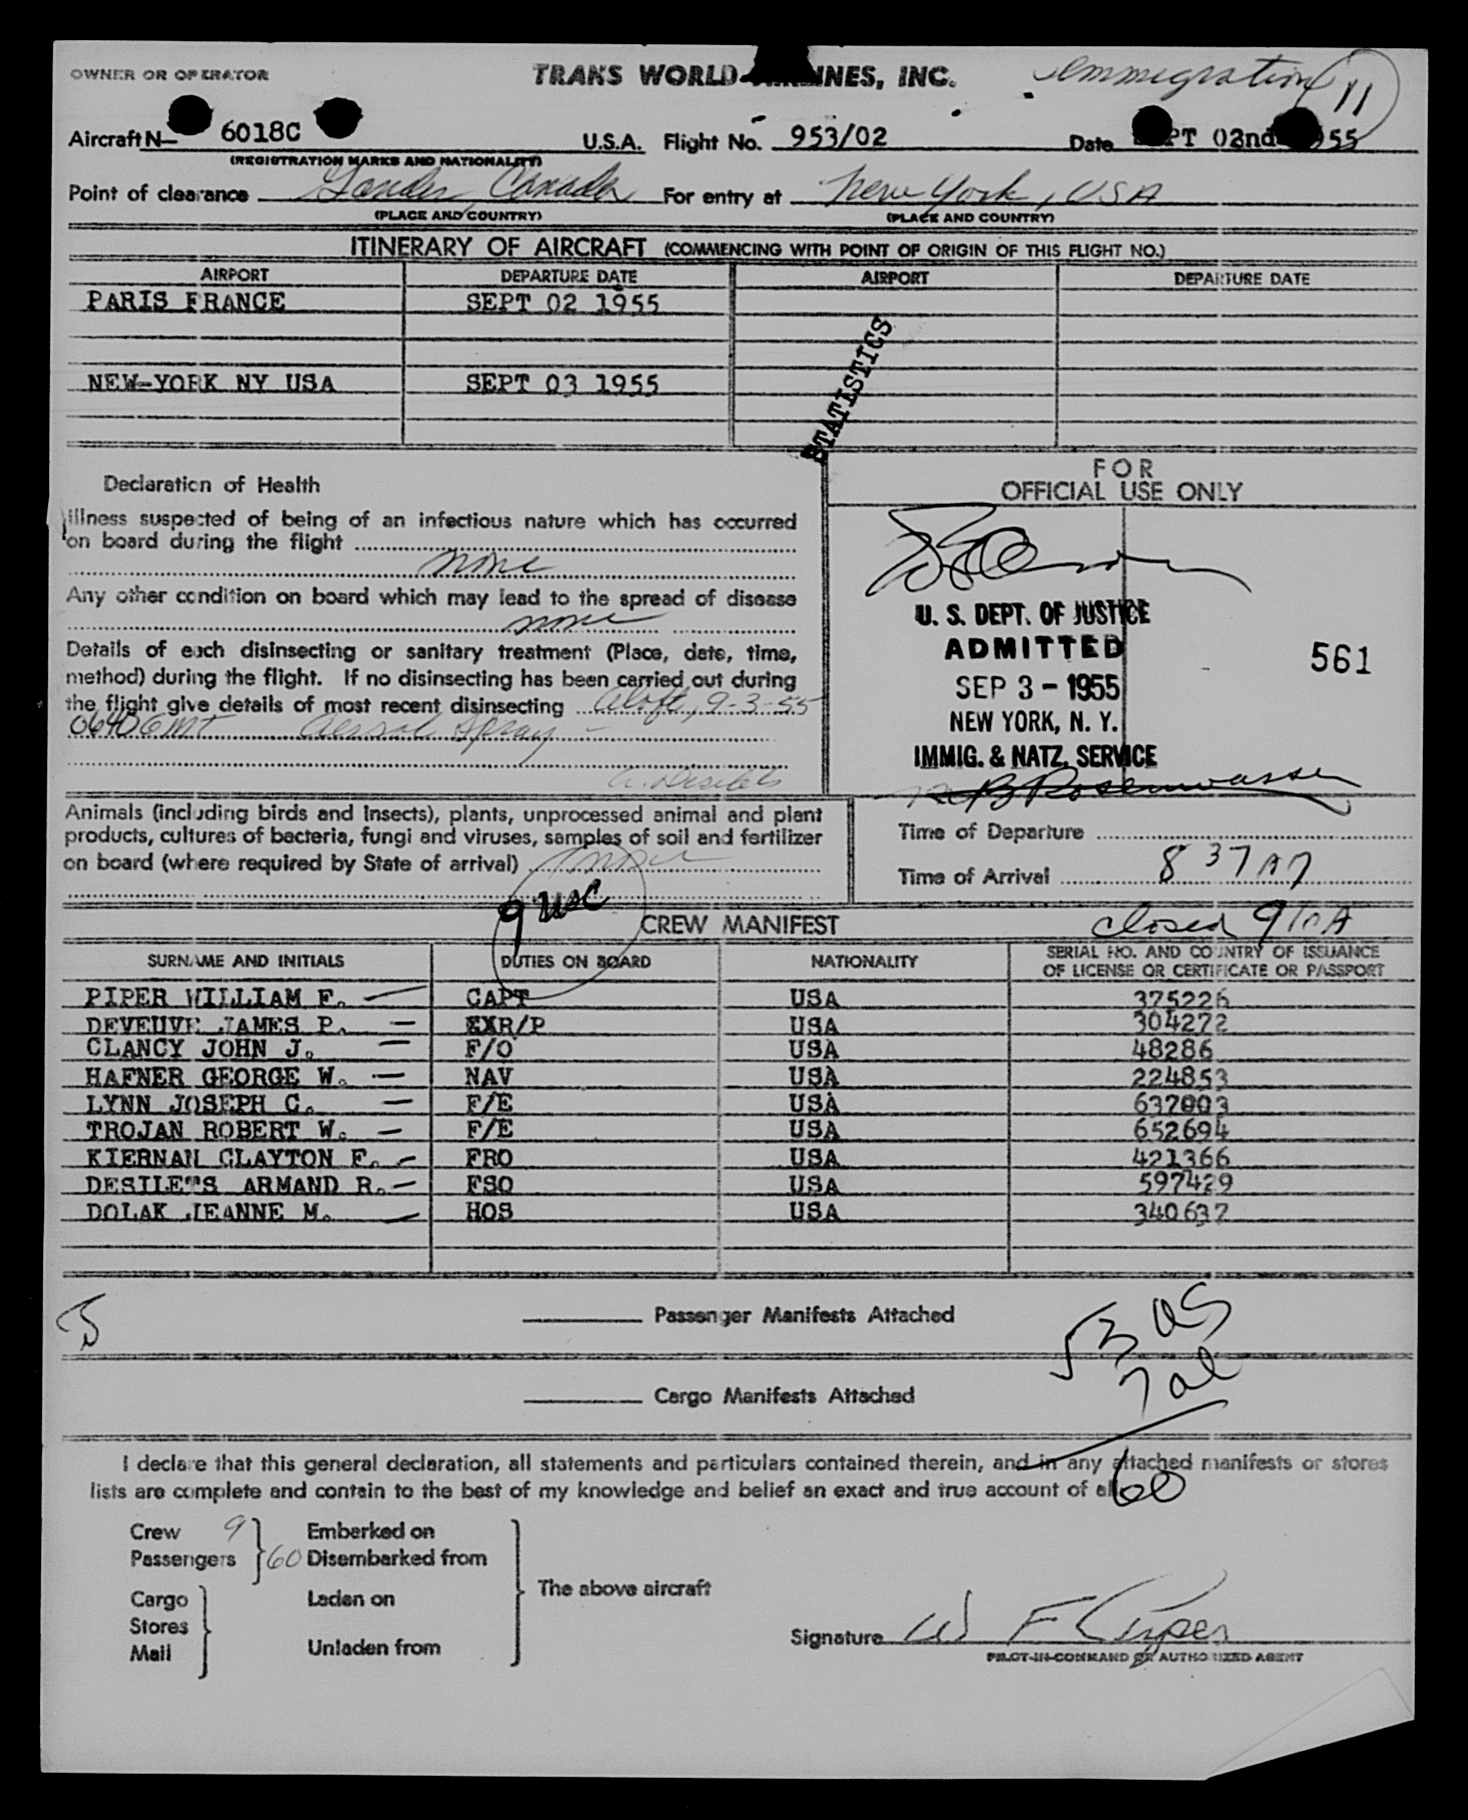 OWNER OR OPERATOR TRANS WORLD INC. Immigration 11
Aircraft N- 6018C U.S.A. Flight No. 953/02 Date 02nd
(REGISTRATION MARKS AND NATIONALITY)
Point of clearance Gander, Canada For entry at New York, USA
(PLACE AND COUNTRY) (PLACE AND COUNTRY)
ITINERARY OF AIRCRAFT (COMMENCING WITH POINT OF ORIGIN OF THIS FLIGHT NO.)
AIRPORT DEPARTURE DATE AIRPORT DEPARTURE DATE
PARIS FRANCE SEPT 02 1955
STATISTICS
NEW-YORK NY USA SEPT 03 1955
FOR
OFFICIAL USE ONLY
Declaration of Health
Illness suspected of being of an infectious nature which has occurred
on board during the flight
none
Any other condition on board which may lead to the spread of disease
none
Details of each disinsecting or sanitary treatment (Place, date, time,
method) during the flight. If no disinsecting has been carried out during
the flight give details of most recent disinsecting aloft, 9-3-55
0640 GMT aerosol Spray -
A. Desilets
U. S. DEPT. OF JUSTICE
ADMITTED
561
SEP 3 - 1955
NEW YORK, N. Y.
IMMIG. & NATZ. SERVICE
B Rosenwasser
Animals (including birds and insects), plants, unprocessed animal and plant
products, cultures of bacteria, fungi and viruses, samples of soil and fertilizer
on board (where required by State of arrival) none
Time of Departure
Time of Arrival 8 37 A
9 usc
CREW MANIFEST closed 910A
SURNAME AND INITIALS DUTIES ON BOARD NATIONALITY SERIAL NO. AND COUNTRY OF ISSUANCE
OF LICENSE OR CERTIFICATE OR PASSPORT
PIPER WILLIAM F. CAPT USA 375226
DEVEUVE JAMES P. EXR/P USA 304272
CLANCY JOHN J. F/O USA 48286
HAFNER GEORGE W. NAV USA 224853
LYNN JOSEPH C. F/E USA 637003
TROJAN ROBERT W. F/E USA 652694
KIERNAN CLAYTON F. FRO USA 421366
DESILETS ARMAND R. FSO USA 597429
DOLAK JEANNE M. HOS USA 340637
Passenger Manifests Attached
53 US
7 al
Cargo Manifests Attached
I declare that this general declaration, all statements and particulars contained therein, and in any attached manifests or stores
lists are complete and contain to the best of my knowledge and belief an exact and true account of all
60
Crew 9 Embarked on
Passengers 60 Disembarked from
The above aircraft
Cargo Laden on
Stores
Mail Unladen from
Signature W F Piper
PILOT-IN-COMMAND OR AUTHORIZED AGENT